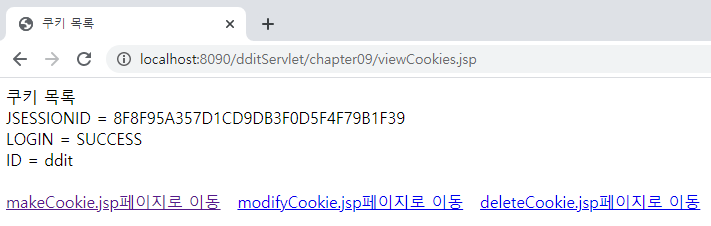 쿠키 목록
localhost:8090/dditServlet/chapter09/viewCookies.jsp
쿠키 목록
JSESSIONID = 8F8F95A357D1CD9DB3F0D5F4F79B1F39
LOGIN = SUCCESS
ID = ddit
makeCookie.jsp페이지로 이동 modifyCookie.jsp페이지로 이동 deleteCookie.jsp페이지로 이동